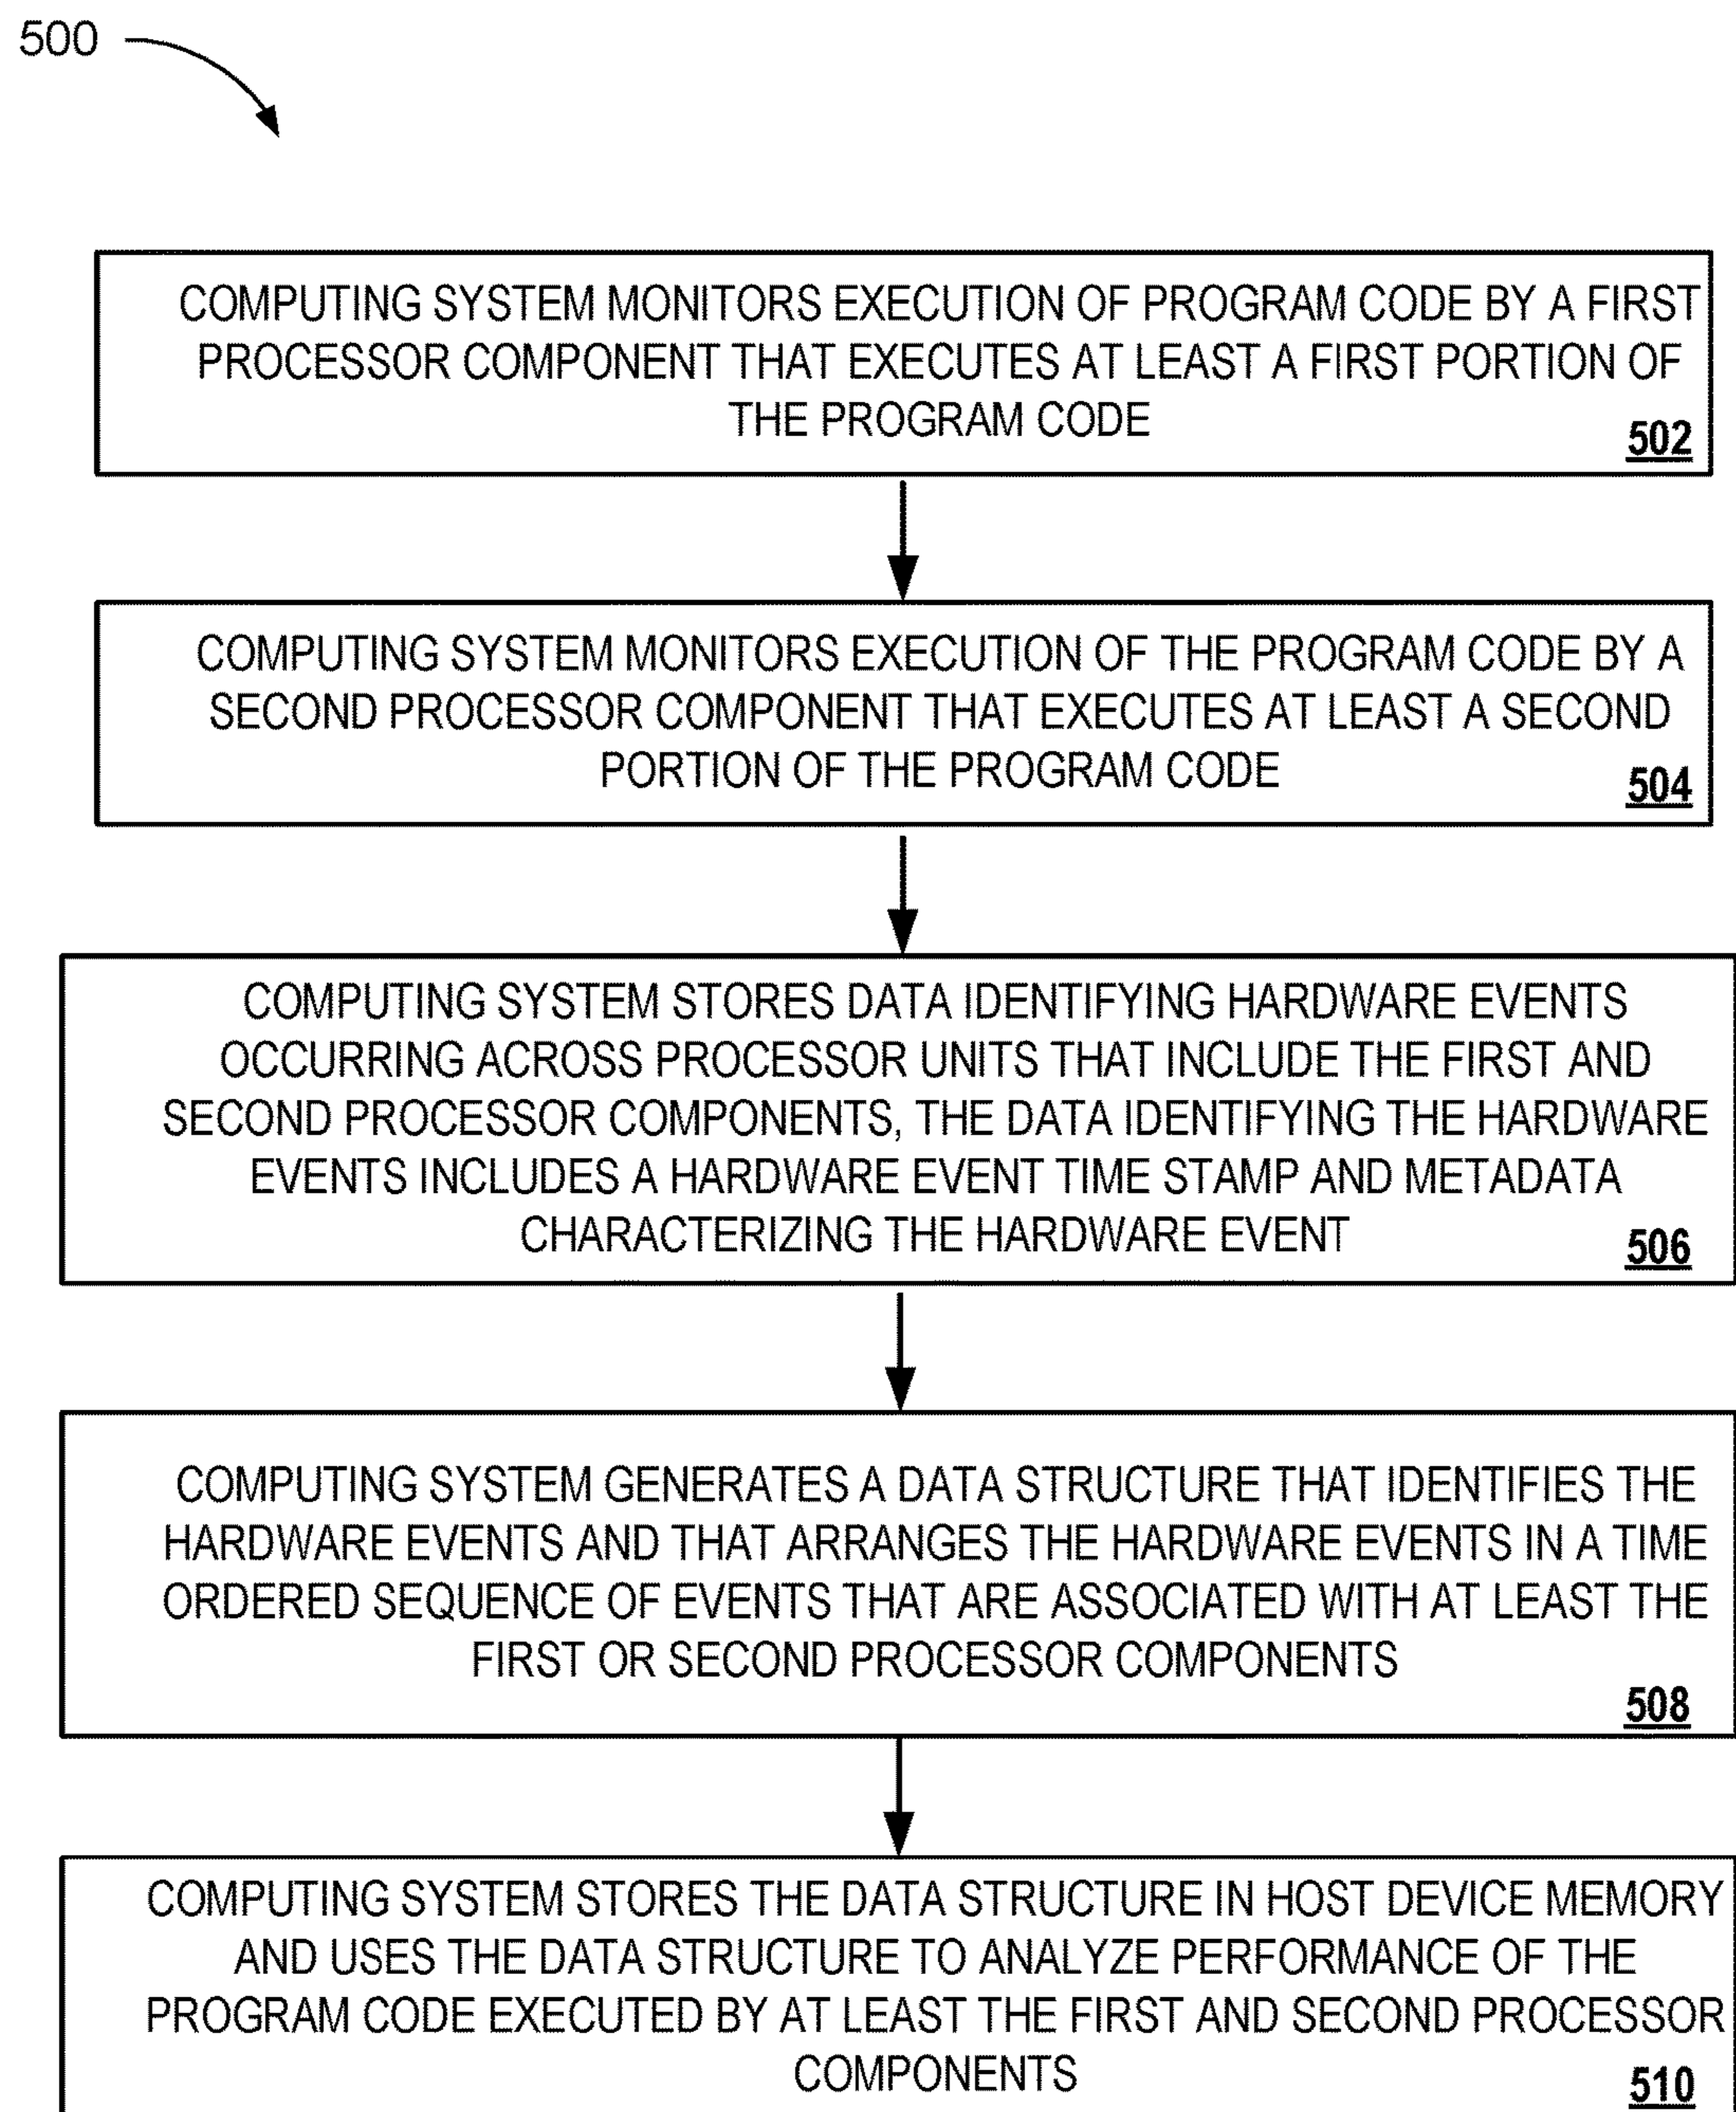 500
COMPUTING SYSTEM MONITORS EXECUTION OF PROGRAM CODE BY A FIRST
PROCESSOR COMPONENT THAT EXECUTES AT LEAST A FIRST PORTION OF
THE PROGRAM CODE
502
COMPUTING SYSTEM MONITORS EXECUTION OF THE PROGRAM CODE BY A
SECOND PROCESSOR COMPONENT THAT EXECUTES AT LEAST A SECOND
PORTION OF THE PROGRAM CODE
504
COMPUTING SYSTEM STORES DATA IDENTIFYING HARDWARE EVENTS
OCCURRING ACROSS PROCESSOR UNITS THAT INCLUDE THE FIRST AND
SECOND PROCESSOR COMPONENTS, THE DATA IDENTIFYING THE HARDWARE
EVENTS INCLUDES A HARDWARE EVENT TIME STAMP AND METADATA
CHARACTERIZING THE HARDWARE EVENT
506
COMPUTING SYSTEM GENERATES A DATA STRUCTURE THAT IDENTIFIES THE
HARDWARE EVENTS AND THAT ARRANGES THE HARDWARE EVENTS IN A TIME
ORDERED SEQUENCE OF EVENTS THAT ARE ASSOCIATED WITH AT LEAST THE
FIRST OR SECOND PROCESSOR COMPONENTS
508
COMPUTING SYSTEM STORES THE DATA STRUCTURE IN HOST DEVICE MEMORY
AND USES THE DATA STRUCTURE TO ANALYZE PERFORMANCE OF THE
PROGRAM CODE EXECUTED BY AT LEAST THE FIRST AND SECOND PROCESSOR
COMPONENTS
510